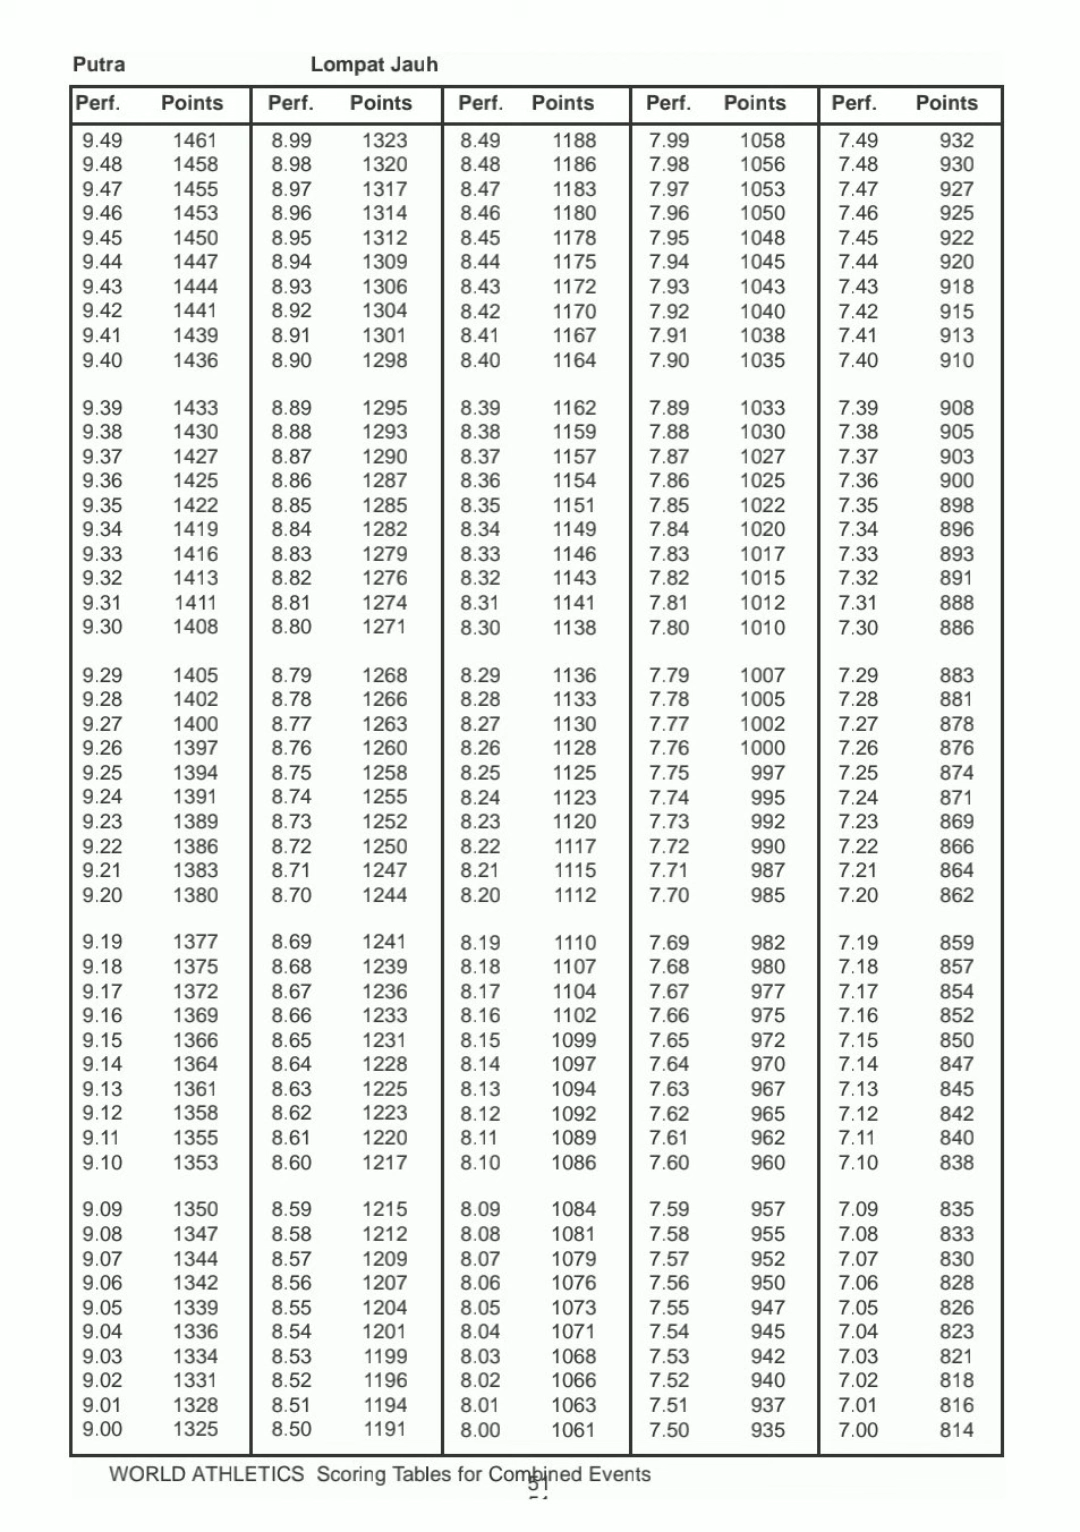 Putra Lompat Jauh
Perf. Points Perf. Points Perf. Points Perf. Points Perf. Points
9.49 1461 8.99 1323 8.49 1188 7.99 1058 7.49 932
9.48 1458 8.98 1320 8.48 1186 7.98 1056 7.48 930
9.47 1455 8.97 1317 8.47 1183 7.97 1053 7.47 927
9.46 1453 8.96 1314 8.46 1180 7.96 1050 7.46 925
9.45 1450 8.95 1312 8.45 1178 7.95 1048 7.45 922
9.44 1447 8.94 1309 8.44 1175 7.94 1045 7.44 920
9.43 1444 8.93 1306 8.43 1172 7.93 1043 7.43 918
9.42 1441 8.92 1304 8.42 1170 7.92 1040 7.42 915
9.41 1439 8.91 1301 8.41 1167 7.91 1038 7.41 913
9.40 1436 8.90 1298 8.40 1164 7.90 1035 7.40 910
9.39 1433 8.89 1295 8.39 1162 7.89 1033 7.39 908
9.38 1430 8.88 1293 8.38 1159 7.88 1030 7.38 905
9.37 1427 8.87 1290 8.37 1157 7.87 1027 7.37 903
9.36 1425 8.86 1287 8.36 1154 7.86 1025 7.36 900
9.35 1422 8.85 1285 8.35 1151 7.85 1022 7.35 898
9.34 1419 8.84 1282 8.34 1149 7.84 1020 7.34 896
9.33 1416 8.83 1279 8.33 1146 7.83 1017 7.33 893
9.32 1413 8.82 1276 8.32 1143 7.82 1015 7.32 891
9.31 1411 8.81 1274 8.31 1141 7.81 1012 7.31 888
9.30 1408 8.80 1271 8.30 1138 7.80 1010 7.30 886
9.29 1405 8.79 1268 8.29 1136 7.79 1007 7.29 883
9.28 1402 8.78 1266 8.28 1133 7.78 1005 7.28 881
9.27 1400 8.77 1263 8.27 1130 7.77 1002 7.27 878
9.26 1397 8.76 1260 8.26 1128 7.76 1000 7.26 876
9.25 1394 8.75 1258 8.25 1125 7.75 997 7.25 874
9.24 1391 8.74 1255 8.24 1123 7.74 995 7.24 871
9.23 1389 8.73 1252 8.23 1120 7.73 992 7.23 869
9.22 1386 8.72 1250 8.22 1117 7.72 990 7.22 866
9.21 1383 8.71 1247 8.21 1115 7.71 987 7.21 864
9.20 1380 8.70 1244 8.20 1112 7.70 985 7.20 862
9.19 1377 8.69 1241 8.19 1110 7.69 982 7.19 859
9.18 1375 8.68 1239 8.18 1107 7.68 980 7.18 857
9.17 1372 8.67 1236 8.17 1104 7.67 977 7.17 854
9.16 1369 8.66 1233 8.16 1102 7.66 975 7.16 852
9.15 1366 8.65 1231 8.15 1099 7.65 972 7.15 850
9.14 1364 8.64 1228 8.14 1097 7.64 970 7.14 847
9.13 1361 8.63 1225 8.13 1094 7.63 967 7.13 845
9.12 1358 8.62 1223 8.12 1092 7.62 965 7.12 842
9.11 1355 8.61 1220 8.11 1089 7.61 962 7.11 840
9.10 1353 8.60 1217 8.10 1086 7.60 960 7.10 838
9.09 1350 8.59 1215 8.09 1084 7.59 957 7.09 835
9.08 1347 8.58 1212 8.08 1081 7.58 955 7.08 833
9.07 1344 8.57 1209 8.07 1079 7.57 952 7.07 830
9.06 1342 8.56 1207 8.06 1076 7.56 950 7.06 828
9.05 1339 8.55 1204 8.05 1073 7.55 947 7.05 826
9.04 1336 8.54 1201 8.04 1071 7.54 945 7.04 823
9.03 1334 8.53 1199 8.03 1068 7.53 942 7.03 821
9.02 1331 8.52 1196 8.02 1066 7.52 940 7.02 818
9.01 1328 8.51 1194 8.01 1063 7.51 937 7.01 816
9.00 1325 8.50 1191 8.00 1061 7.50 935 7.00 814
WORLD ATHLETICS Scoring Tables for Combined Events
51